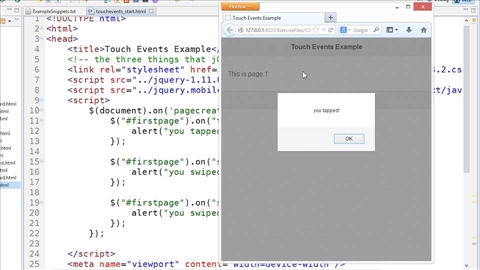 ExampleSnippets.txt touchevents_start.html
1 <!DOCTYPE html>
2 <html>
3 <head>
4 <title>Touch Events Example</
5 <!-- the three things that j
6 <link rel="stylesheet" href=
7 <script src="../jquery-1.11.
8 <script src="../jquery.mobile
9 <script>
10 $(document).on('pagecrea
11 $("#firstpage").on("s
12 alert("you tapped
13 });
14
15 $("#firstpage").on("s
16 alert("you swiped
17 });
18
19 $("#firstpage").on("s
20 alert("you swiped
21 });
22 });
23
24 </script>
25 <meta name="viewport" content="width=device-width"/>
Firefox
Touch Events Example
127.0.0.1:8020/ExerciseFiles/C
Google
Touch Events Example
This is page 1
you tapped!
OK